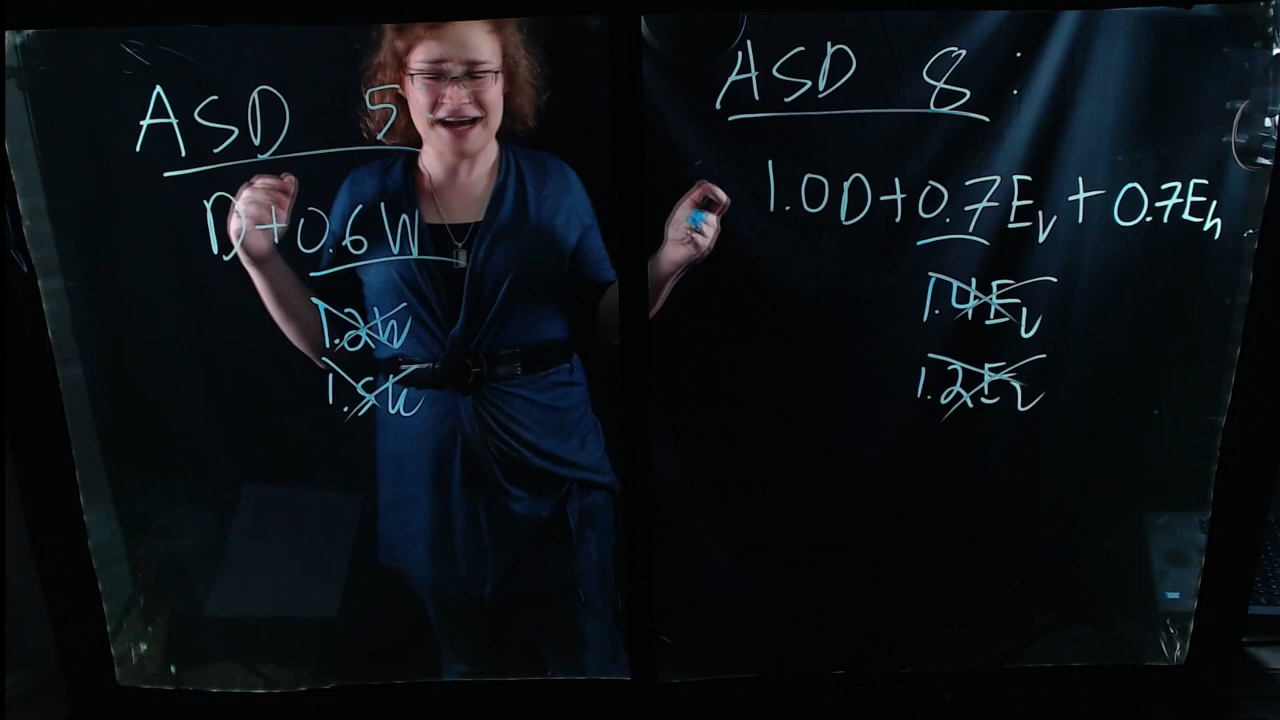 ASD 5
D+0.6W
1.2W
1.5W
ASD 8:
1.0D+0.7Ev+0.7Eh
1.4Ev
1.2Ev